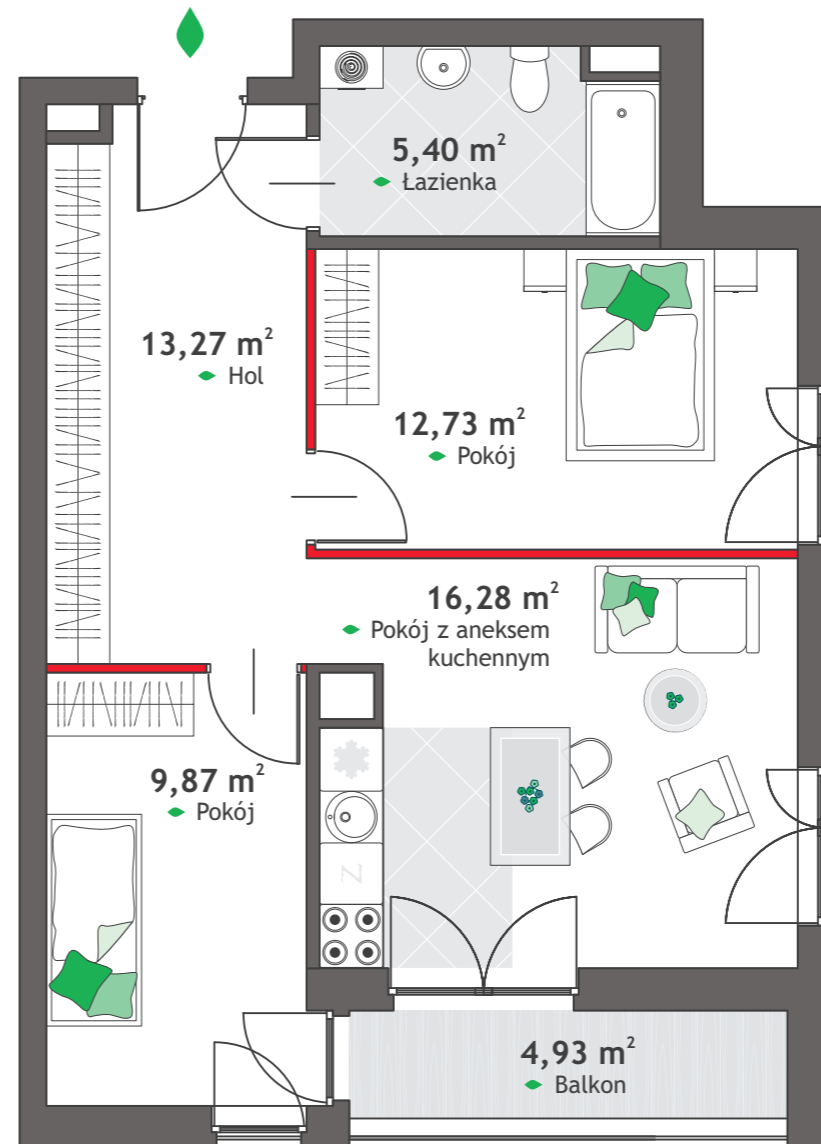 5,40 m²
Łazienka
13,27 m²
Hol
12,73 m²
Pokój
16,28 m²
Pokój z aneksem
kuchennym
9,87 m²
Pokój
Z
4,93 m²
Balkon